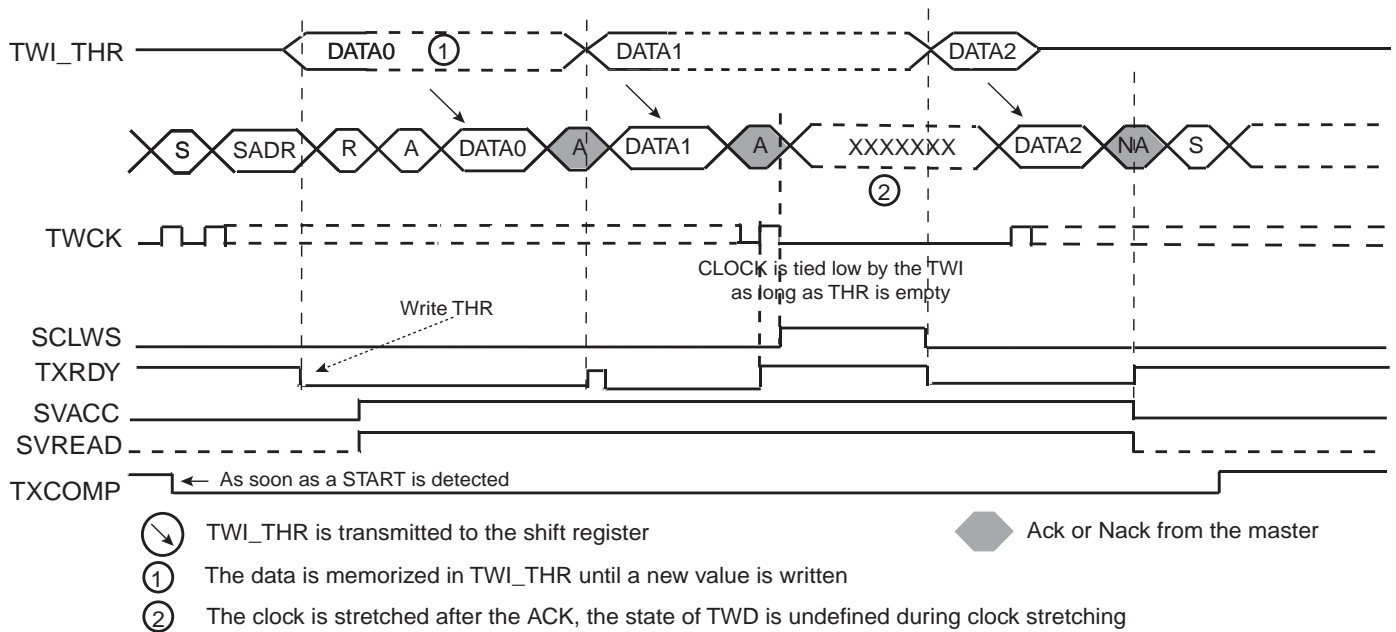 TWI_THR DATA0 1 DATA1 DATA2
S SADR R A DATA0 A DATA1 A XXXXXXX DATA2 NA S
2
TWCK
CLOCK is tied low by the TWI
as long as THR is empty
Write THR
SCLWS
TXRDY
SVACC
SVREAD
TXCOMP As soon as a START is detected
TWI_THR is transmitted to the shift register Ack or Nack from the master
1 The data is memorized in TWI_THR until a new value is written
2 The clock is stretched after the ACK, the state of TWD is undefined during clock stretching